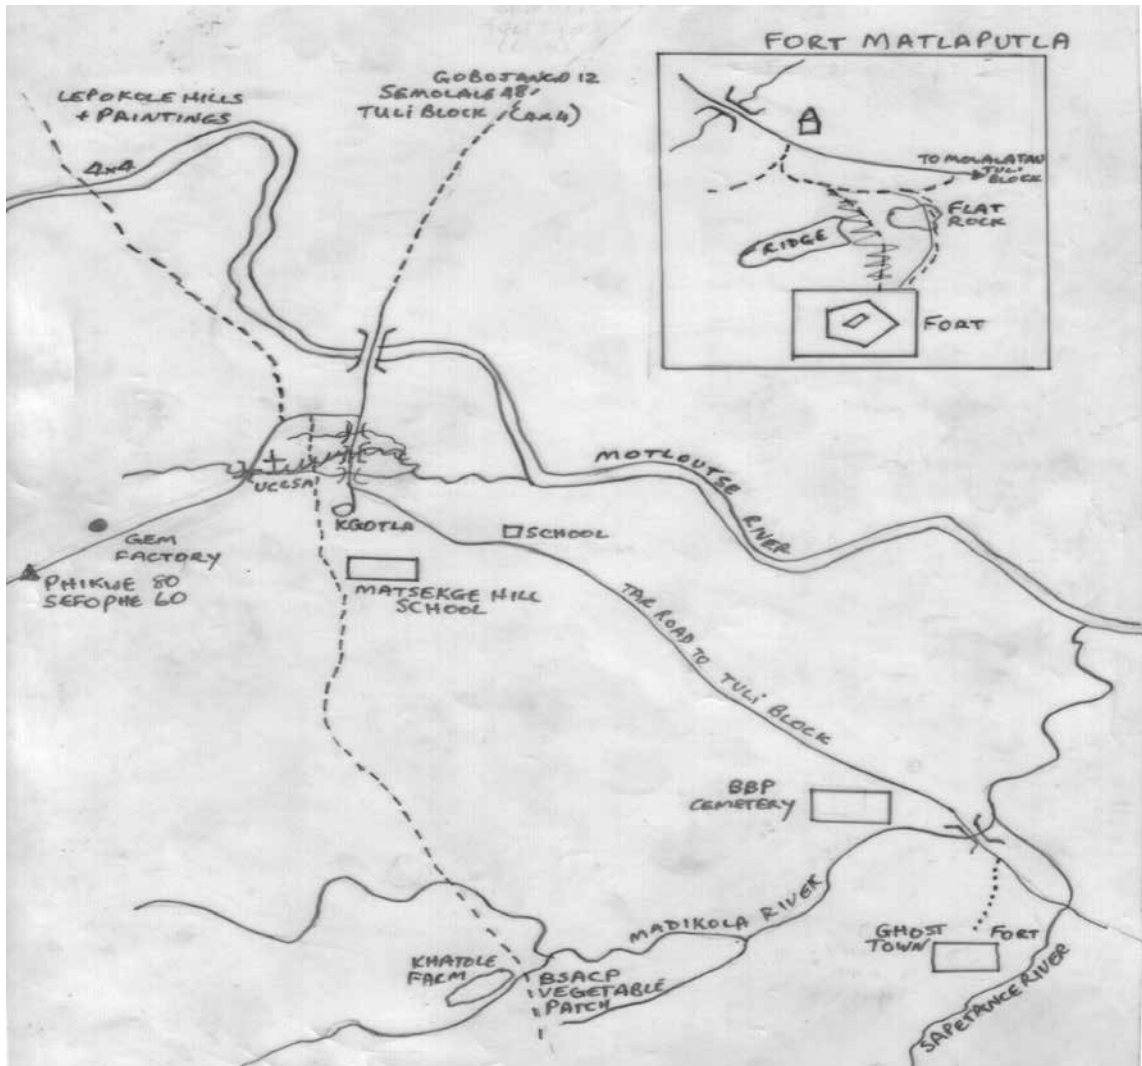 FORT MATLAPUTLA
GOBOJANGO 12
SEMOLALE 48
TULI BLOCK (4x4)
LEPOKOLE HILLS
+ PAINTINGS
4x4
TO MOLALATAU
TULI
BLOCK
FLAT
ROCK
RIDGE
FORT
MOTLOUTSE
RIVER
UCCSA
KGOTLA
SCHOOL
GEM
FACTORY
PHIKWE 80
SEFOPHE 60
MATSEKGE HILL
SCHOOL
TAR ROAD TO TULI BLOCK
BBP
CEMETERY
MADIKOLA RIVER
GHOST
TOWN
FORT
KHATOLE
FARM
BSACP
VEGETABLE
PATCH
SAPETANCE RIVER